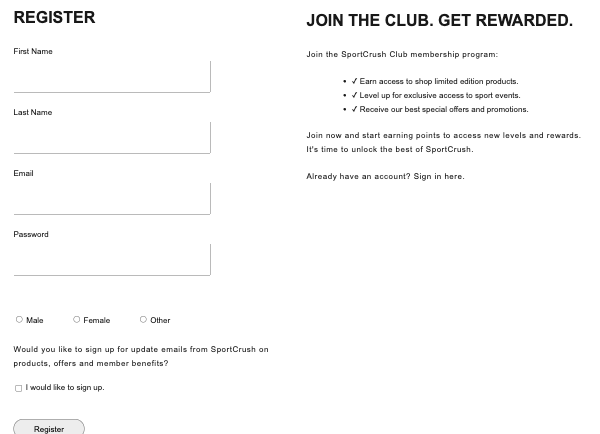 REGISTER
First Name
Last Name
Email
Password
Male
Female
Other
Would you like to sign up for update emails from SportCrush on
products, offers and member benefits?
I would like to sign up.
Register
JOIN THE CLUB. GET REWARDED.
Join the SportCrush Club membership program:
• ✓ Earn access to shop limited edition products.
• ✓ Level up for exclusive access to sport events.
• ✓ Receive our best special offers and promotions.
Join now and start earning points to access new levels and rewards.
It's time to unlock the best of SportCrush.
Already have an account? Sign in here.